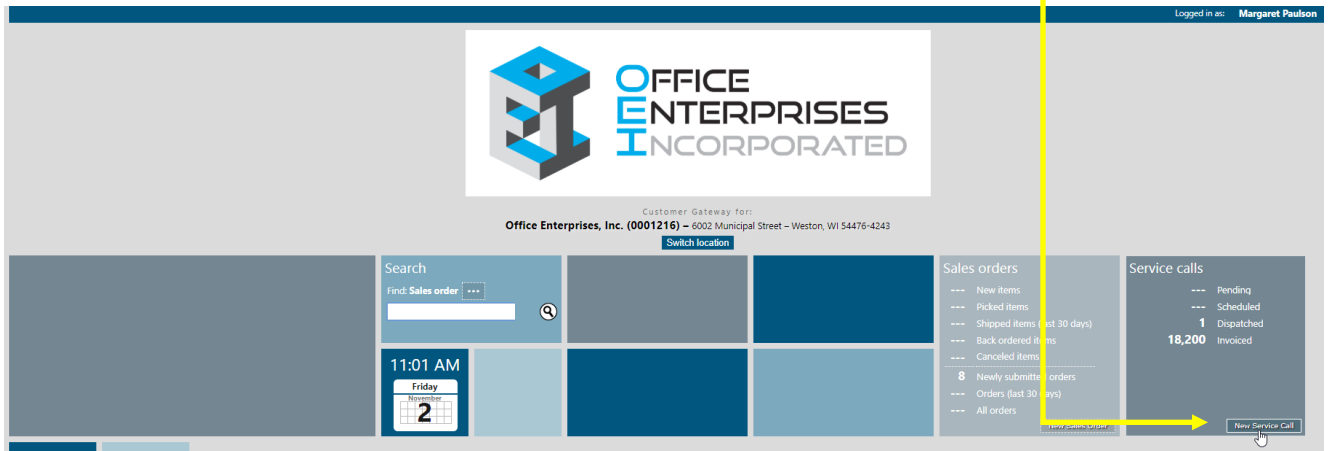 Logged in as: Margaret Paulson
OFFICE
ENTERPRISES
INCORPORATED
Customer Gateway for:
Office Enterprises, Inc. (0001216) – 6002 Municipal Street – Weston, WI 54476-4243
Switch location
Search
Find: Sales order ---
11:01 AM
Friday
November
2
Sales orders
--- New items
--- Picked items
--- Shipped items (last 30 days)
--- Back ordered items
--- Canceled items
8 Newly submitted orders
--- Orders (last 30 days)
--- All orders
New Sales Order
Service calls
--- Pending
--- Scheduled
1 Dispatched
18,200 Invoiced
New Service Call